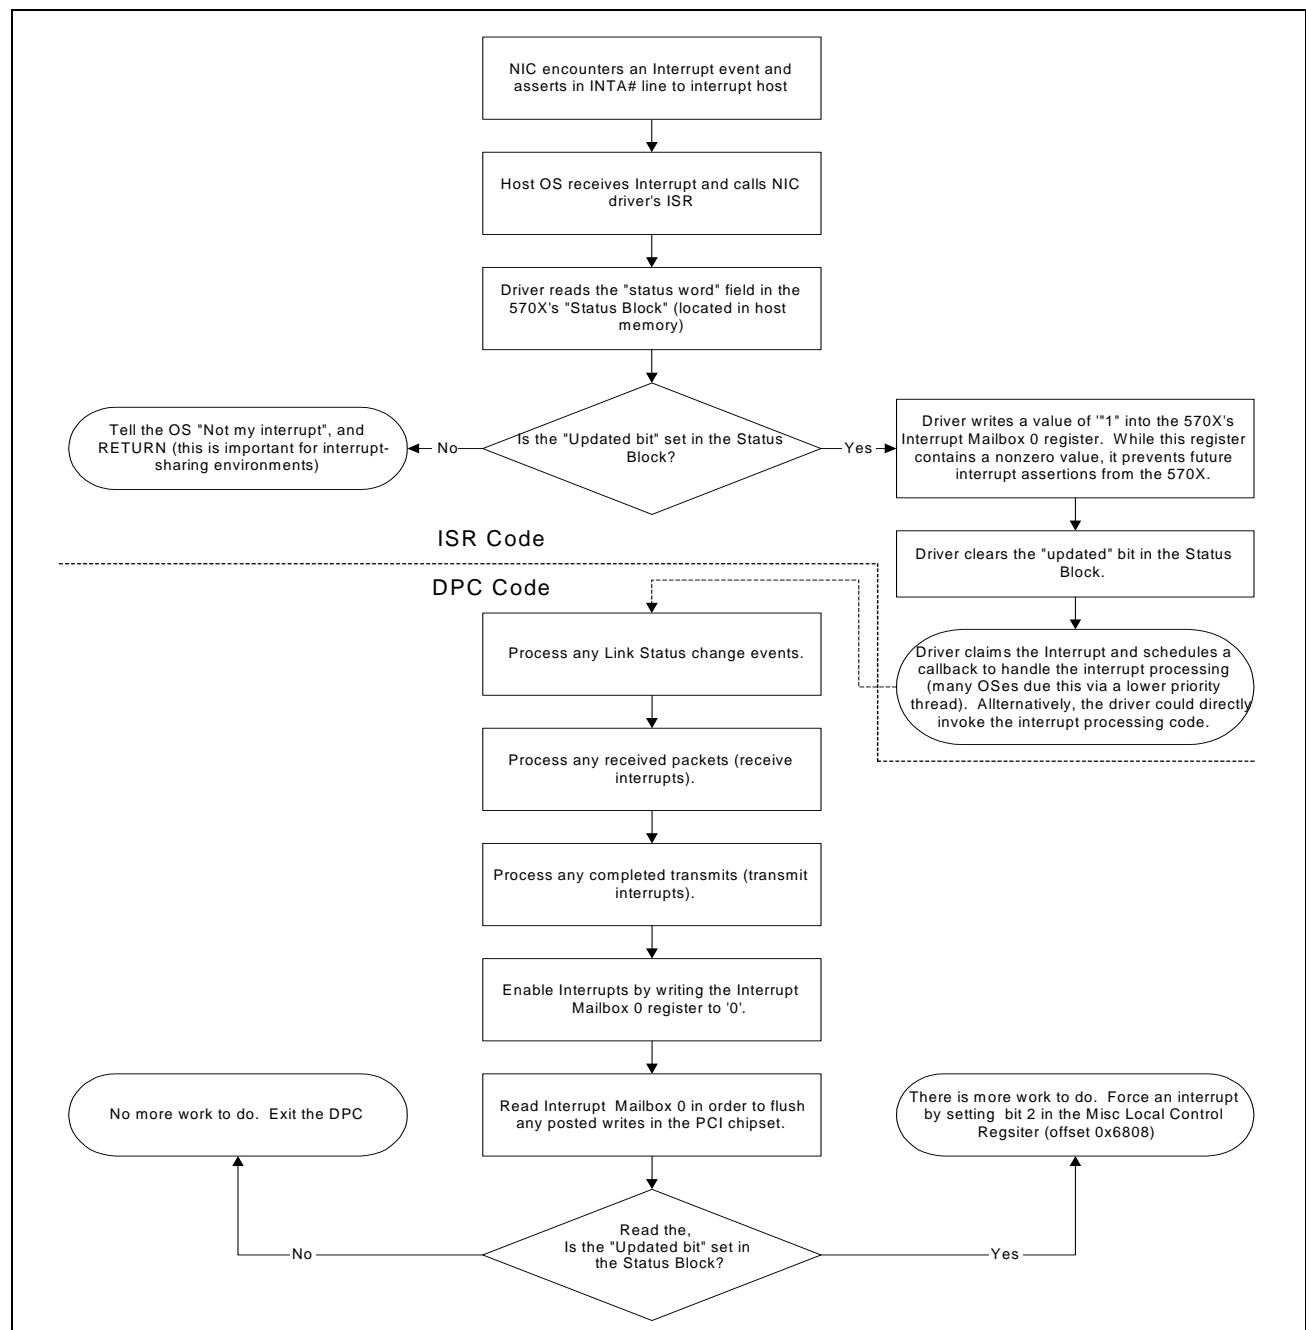 NIC encounters an Interrupt event and
asserts in INTA# line to interrupt host
Host OS receives Interrupt and calls NIC
driver's ISR
Driver reads the "status word" field in the
570X's "Status Block" (located in host
memory)
Is the "Updated bit" set in the Status
Block?
No
Yes
Tell the OS "Not my interrupt", and
RETURN (this is important for interrupt-
sharing environments)
Driver writes a value of '"1" into the 570X's
Interrupt Mailbox 0 register. While this register
contains a nonzero value, it prevents future
interrupt assertions from the 570X.
Driver clears the "updated" bit in the Status
Block.
Driver claims the Interrupt and schedules a
callback to handle the interrupt processing
(many OSes due this via a lower priority
thread). Allternatively, the driver could directly
invoke the interrupt processing code.
ISR Code
DPC Code
Process any Link Status change events.
Process any received packets (receive
interrupts).
Process any completed transmits (transmit
interrupts).
Enable Interrupts by writing the Interrupt
Mailbox 0 register to '0'.
Read Interrupt Mailbox 0 in order to flush
any posted writes in the PCI chipset.
Read the,
Is the "Updated bit" set in
the Status Block?
No
Yes
No more work to do. Exit the DPC
There is more work to do. Force an interrupt
by setting bit 2 in the Misc Local Control
Regsiter (offset 0x6808)